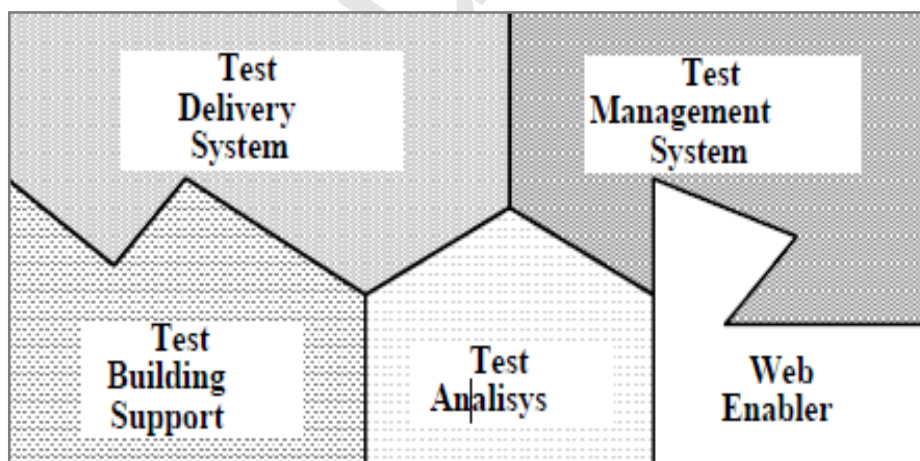 Test
Delivery
System
Test
Management
System
Test
Building
Support
Test
Analisys
Web
Enabler